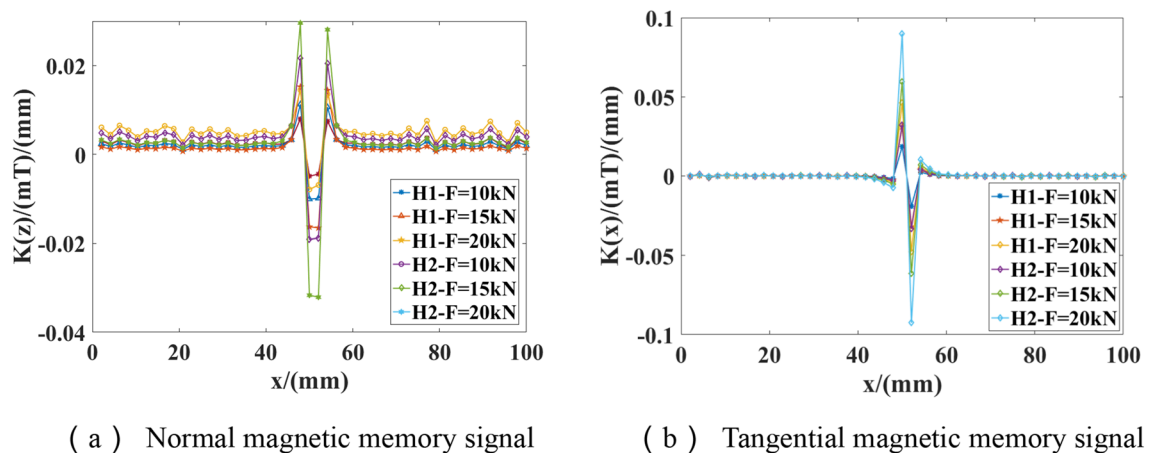 K(z)/(mT)/(mm)
0.02
0
-0.02
-0.04
0 20 40 60 80 100
x/(mm)
H1-F=10kN
H1-F=15kN
H1-F=20kN
H2-F=10kN
H2-F=15kN
H2-F=20kN
( a ) Normal magnetic memory signal
K(x)/(mT)/(mm)
0.1
0.05
0
-0.05
-0.1
0 20 40 60 80 100
x/(mm)
H1-F=10kN
H1-F=15kN
H1-F=20kN
H2-F=10kN
H2-F=15kN
H2-F=20kN
( b ) Tangential magnetic memory signal